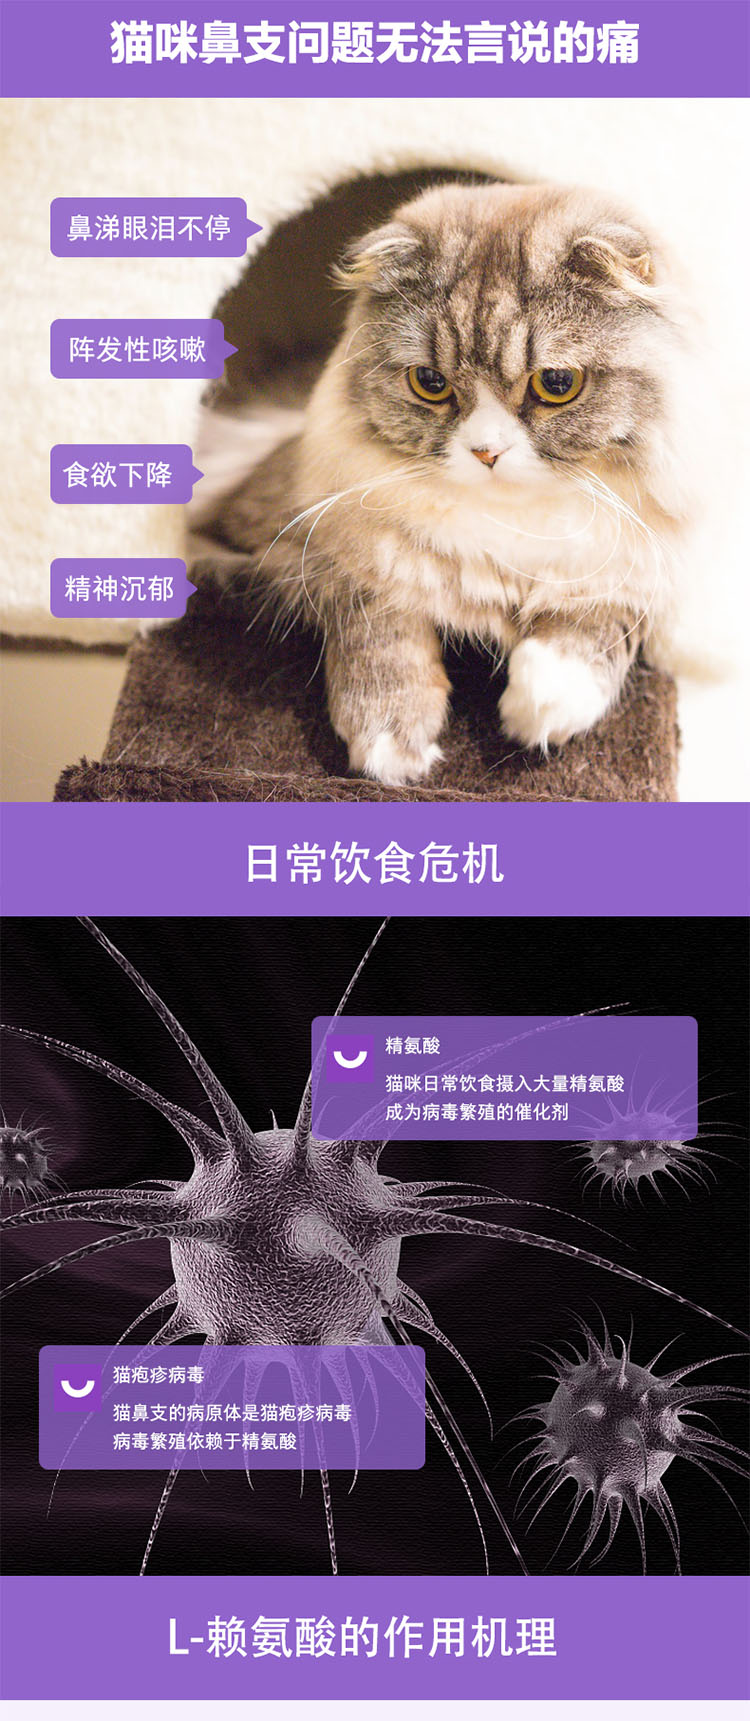 猫咪鼻支问题无法言说的痛
鼻涕眼泪不停
阵发性咳嗽
食欲下降
精神沉郁
日常饮食危机
精氨酸
猫咪日常饮食摄入大量精氨酸
成为病毒繁殖的催化剂
猫疱疹病毒
猫鼻支的病原体是猫疱疹病毒
病毒繁殖依赖于精氨酸
L-赖氨酸的作用机理